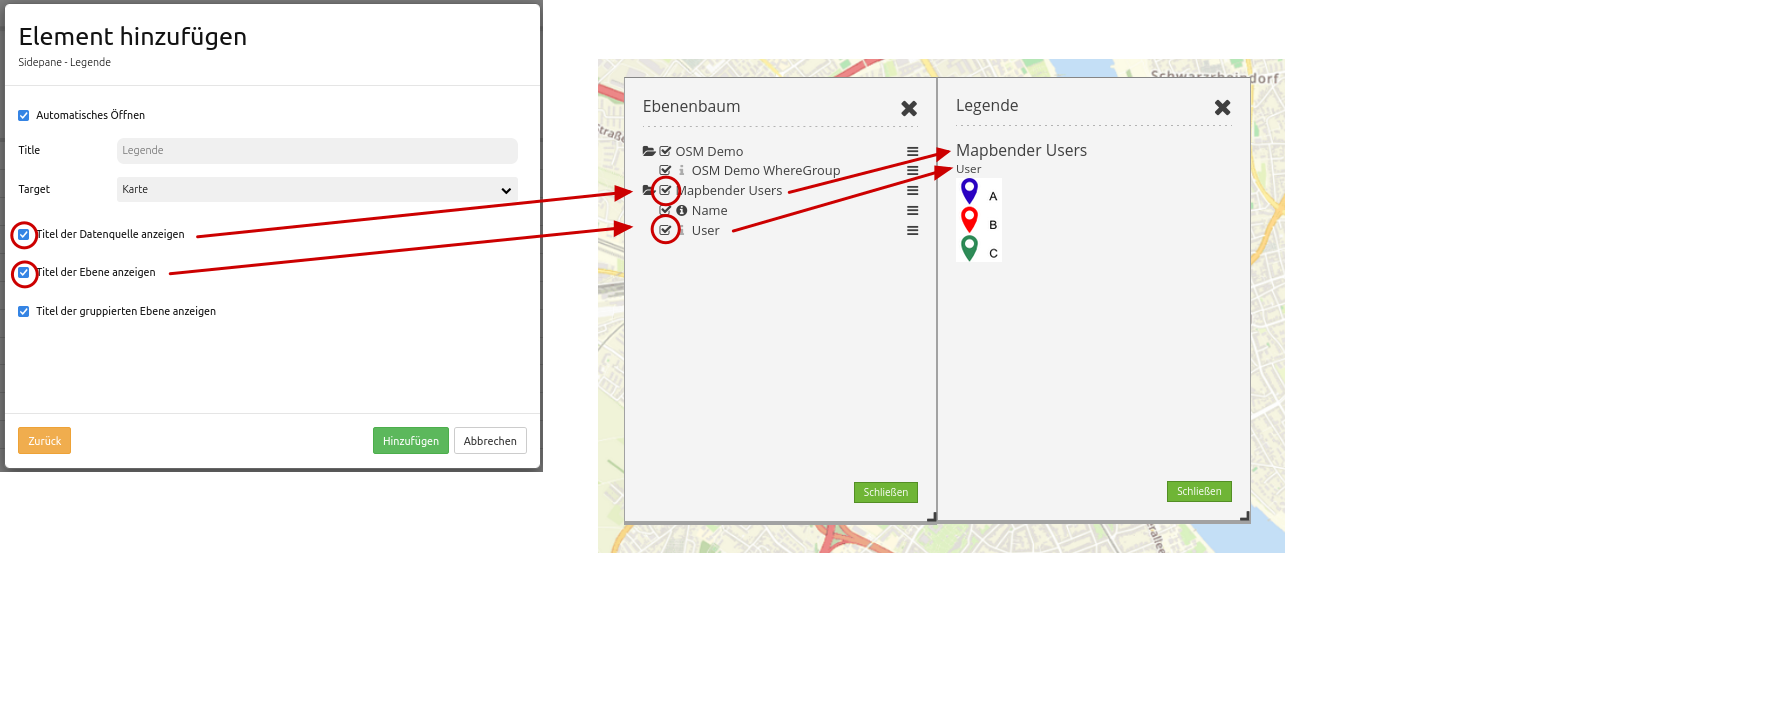 Element hinzufügen
Sidepane - Legende
Automatisches Öffnen
Title Legende
Target Karte
Titel der Datenquelle anzeigen
Titel der Ebene anzeigen
Titel der gruppierten Ebene anzeigen
Zurück Hinzufügen Abbrechen
Schwarzrheindorf
Ebenenbaum
OSM Demo
OSM Demo WhereGroup
Mapbender Users
Name
User
Schließen
Legende
Mapbender Users
User
A
B
C
Schließen